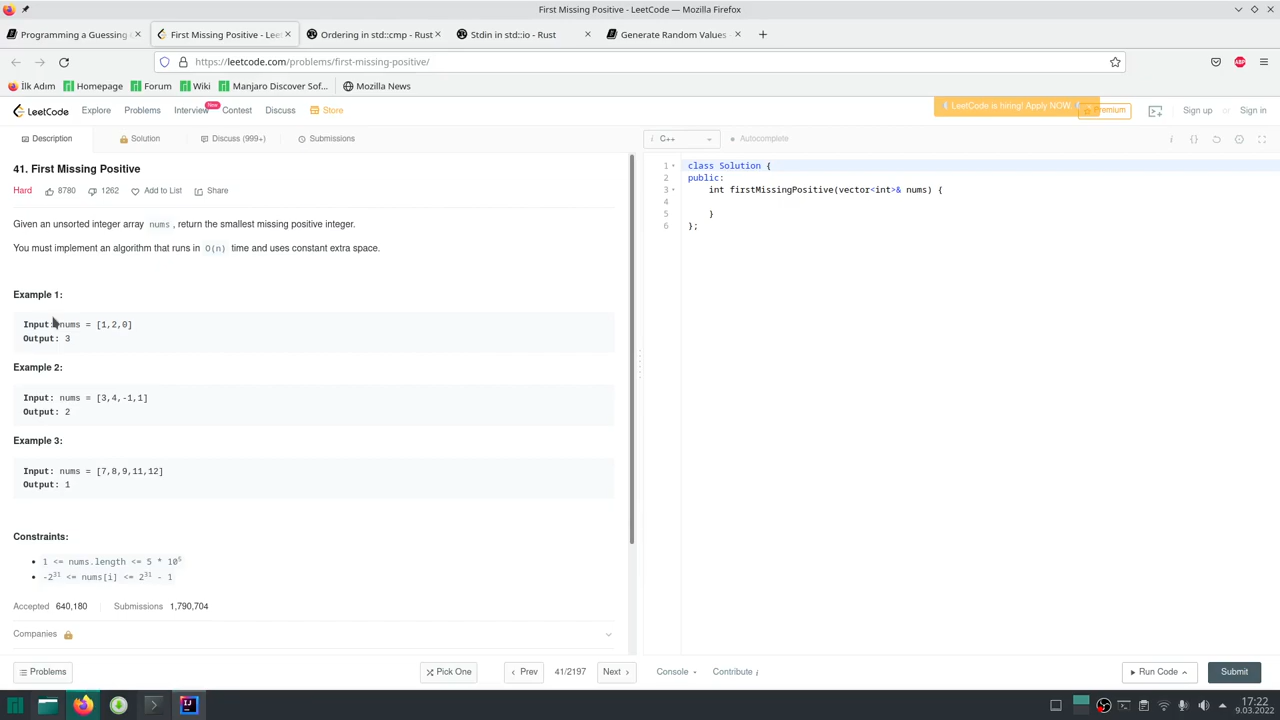 First Missing Positive - LeetCode — Mozilla Firefox
Programming a Guessing
First Missing Positive - Leet
Ordering in std::cmp - Rust
Stdin in std::io - Rust
Generate Random Values -
https://leetcode.com/problems/first-missing-positive/
ABP
İlk Adım
Homepage
Forum
Wiki
Manjaro Discover Sof...
Mozilla News
LeetCode
Explore
Problems
Interview
New
Contest
Discuss
Store
LeetCode is hiring! Apply NOW.
Premium
Sign up or Sign in
Description
Solution
Discuss (999+)
Submissions
i C++
Autocomplete
i {}
41. First Missing Positive
Hard 8780 1262 Add to List Share
Given an unsorted integer array nums , return the smallest missing positive integer.
You must implement an algorithm that runs in O(n) time and uses constant extra space.
Example 1:
Input: nums = [1,2,0]
Output: 3
Example 2:
Input: nums = [3,4,-1,1]
Output: 2
Example 3:
Input: nums = [7,8,9,11,12]
Output: 1
Constraints:
1 <= nums.length <= 5 * 10⁵
-2³¹ <= nums[i] <= 2³¹ - 1
Accepted 640,180 Submissions 1,790,704
Companies
1 class Solution {
2 public:
3 int firstMissingPositive(vector<int>& nums) {
4
5 }
6 };
Problems
Pick One
Prev
41/2197
Next
Console
Contribute i
Run Code
Submit
IJ
17:22
9.03.2022